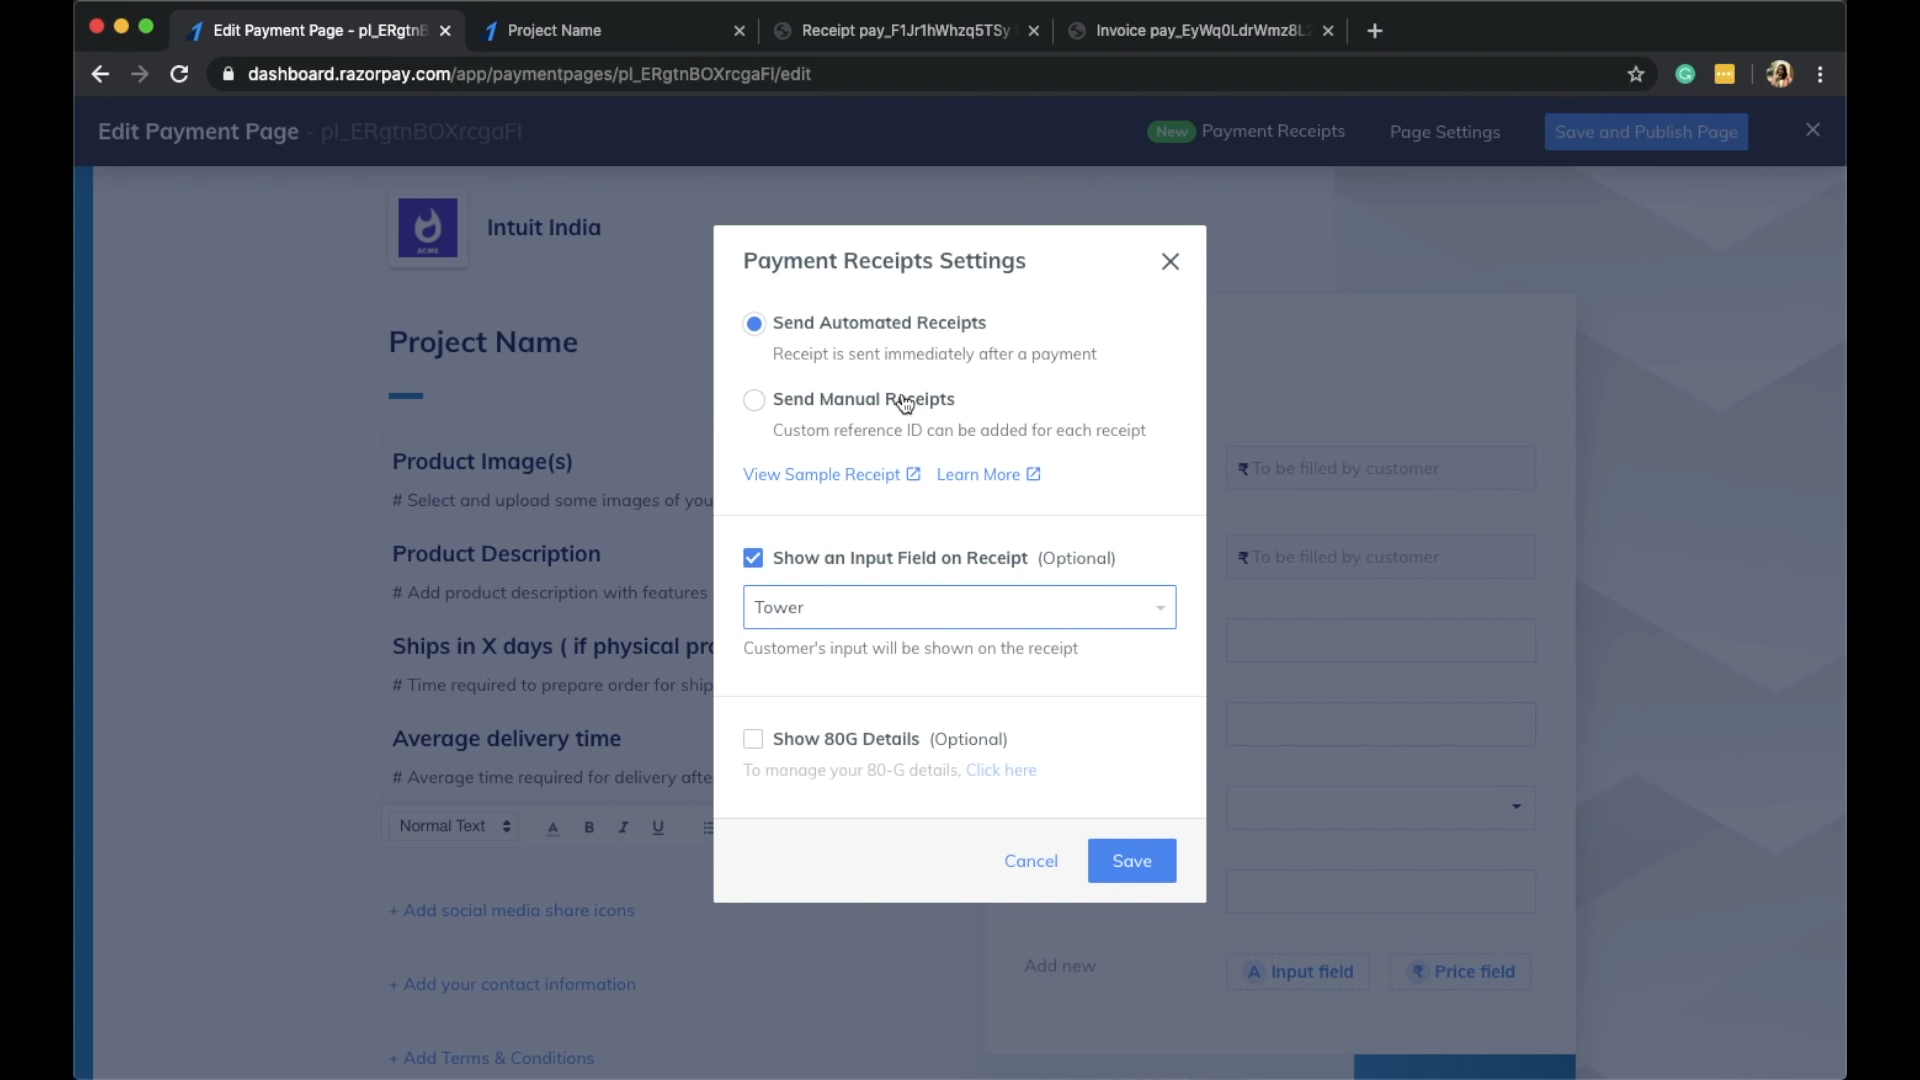 Edit Payment Page - pl_ERgtnB
Project Name
Receipt pay_F1Jr1hWhzq5TSy
Invoice pay_EyWq0LdrWmz8L
dashboard.razorpay.com/app/paymentpages/pl_ERgtnBOXrcgaFI/edit
Edit Payment Page - pl_ERgtnBOXrcgaFI
New Payment Receipts
Page Settings
Save and Publish Page
ACME
Intuit India
Project Name
Product Image(s)
# Select and upload some images of you
Product Description
# Add product description with features
Ships in X days ( if physical pro
# Time required to prepare order for ship
Average delivery time
# Average time required for delivery afte
Normal Text
A B I U
+ Add social media share icons
+ Add your contact information
+ Add Terms & Conditions
Payment Receipts Settings
Send Automated Receipts
Receipt is sent immediately after a payment
Send Manual Receipts
Custom reference ID can be added for each receipt
View Sample Receipt
Learn More
Show an Input Field on Receipt (Optional)
Tower
Customer's input will be shown on the receipt
Show 80G Details (Optional)
To manage your 80-G details, Click here
Cancel
Save
₹ To be filled by customer
₹ To be filled by customer
Add new
A Input field
₹ Price field